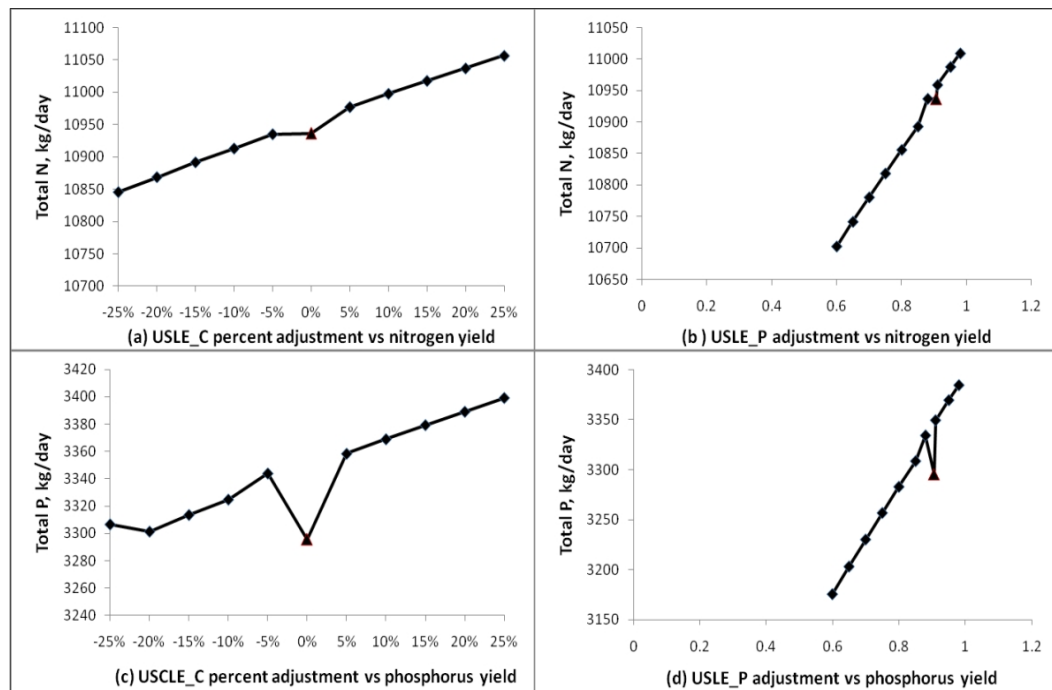 11100
11050
11000
10950
10900
10850
10800
10750
10700
Total N, kg/day
-25% -20% -15% -10% -5% 0% 5% 10% 15% 20% 25%
(a) USLE_C percent adjustment vs nitrogen yield
11050
11000
10950
10900
10850
10800
10750
10700
10650
Total N, kg/day
0 0.2 0.4 0.6 0.8 1 1.2
(b ) USLE_P adjustment vs nitrogen yield
3420
3400
3380
3360
3340
3320
3300
3280
3260
3240
Total P, kg/day
-25% -20% -15% -10% -5% 0% 5% 10% 15% 20% 25%
(c) USCLE_C percent adjustment vs phosphorus yield
3400
3350
3300
3250
3200
3150
Total P, kg/day
0 0.2 0.4 0.6 0.8 1 1.2
(d) USLE_P adjustment vs phosphorus yield